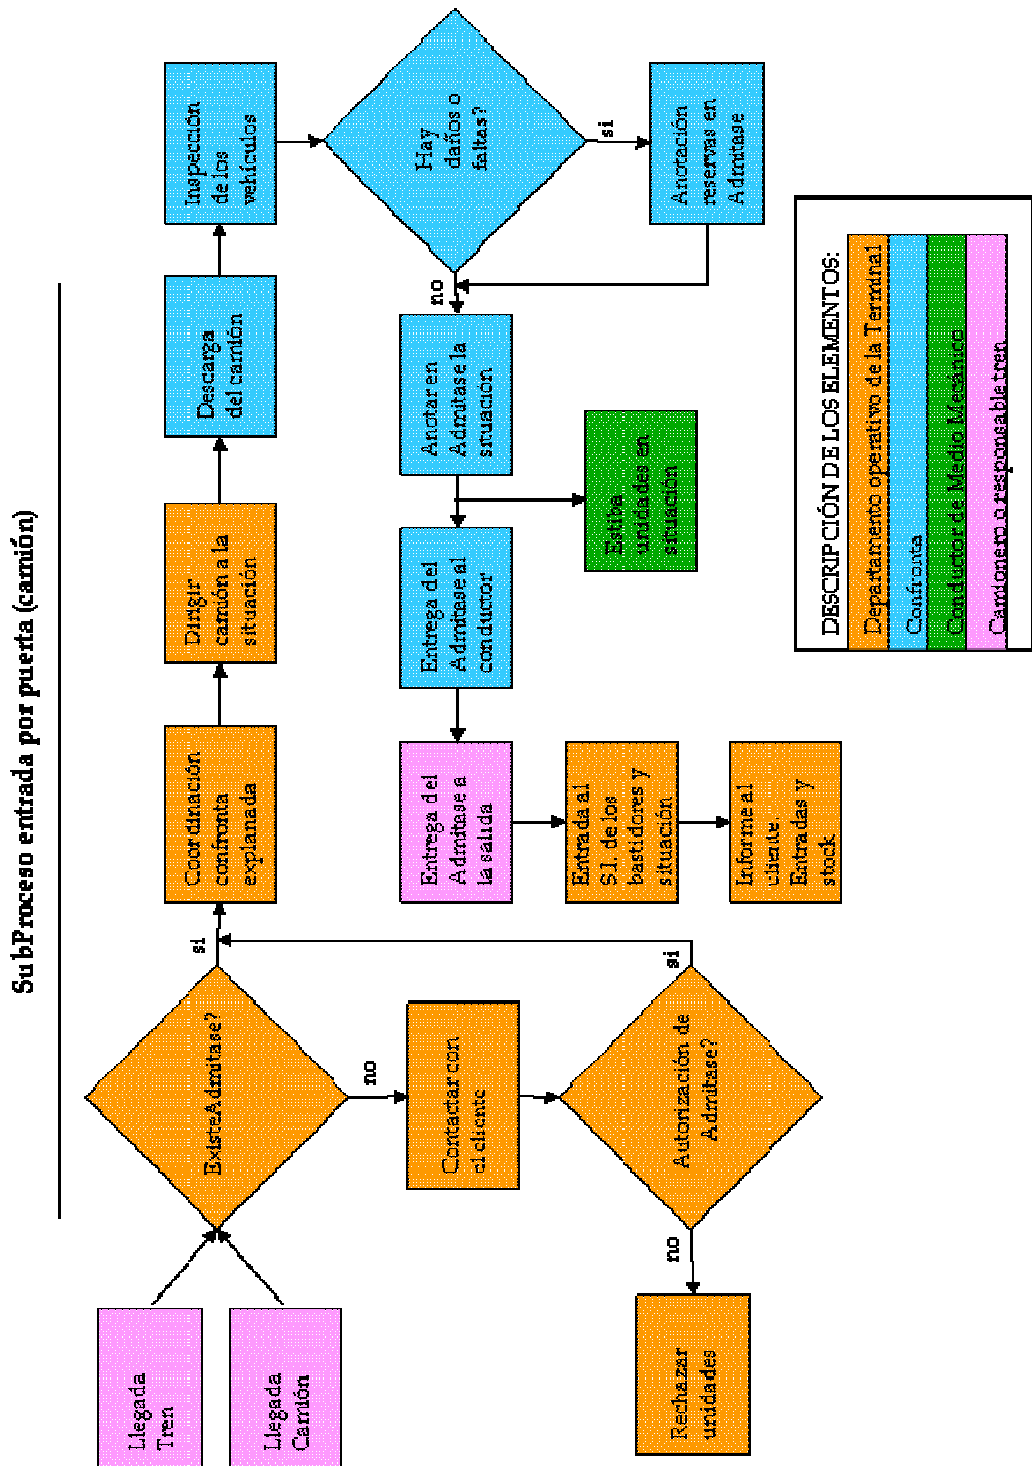 SubProceso entrada por puerta (camión)
Llegada
Tren
Llegada
Camión
ExisteAdmitase?
si
no
Contactar con
el cliente
Autorización de
Admitase?
si
no
Rechazar
unidades
Coordinación
confronta
explanada
Dirigir
camión a la
situación
Descarga
del camión
Inspección
de los
vehículos
Hay
daños o
faltas?
si
no
Anotación
reservas en
Admitase
Anotar en
Admitase la
situación
Estiba
unidades en
situación
Entrega del
Admitase al
conductor
Entrega del
Admitase a
la salida
Entrada al
S.I. de los
bastidores y
situación
Informe al
cliente.
Entradas y
stock
DESCRIPCIÓN DE LOS ELEMENTOS:
Departamento operativo de la Terminal
Confronta
Conductor de Medio Mecánico
Camionero o responsable tren.